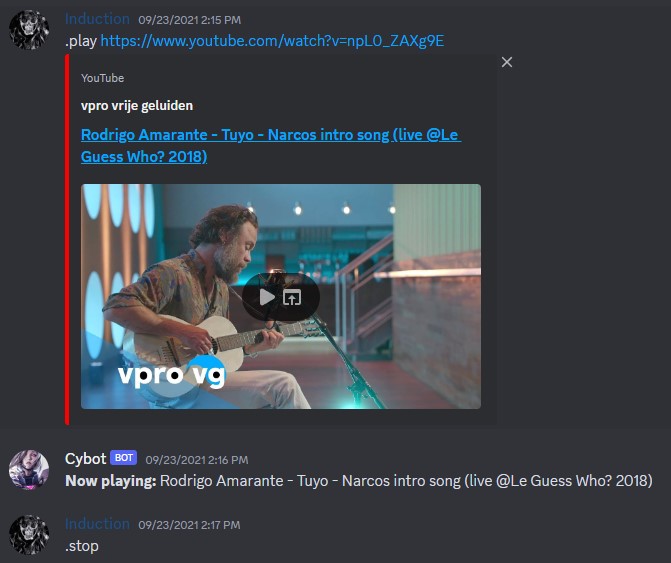 Induction 09/23/2021 2:15 PM
.play https://www.youtube.com/watch?v=npL0_ZAXg9E
YouTube
vpro vrije geluiden
Rodrigo Amarante - Tuyo - Narcos intro song (live @Le
Guess Who? 2018)
vpro vg
Cybot BOT 09/23/2021 2:16 PM
Now playing: Rodrigo Amarante - Tuyo - Narcos intro song (live @Le Guess Who? 2018)
Induction 09/23/2021 2:17 PM
.stop